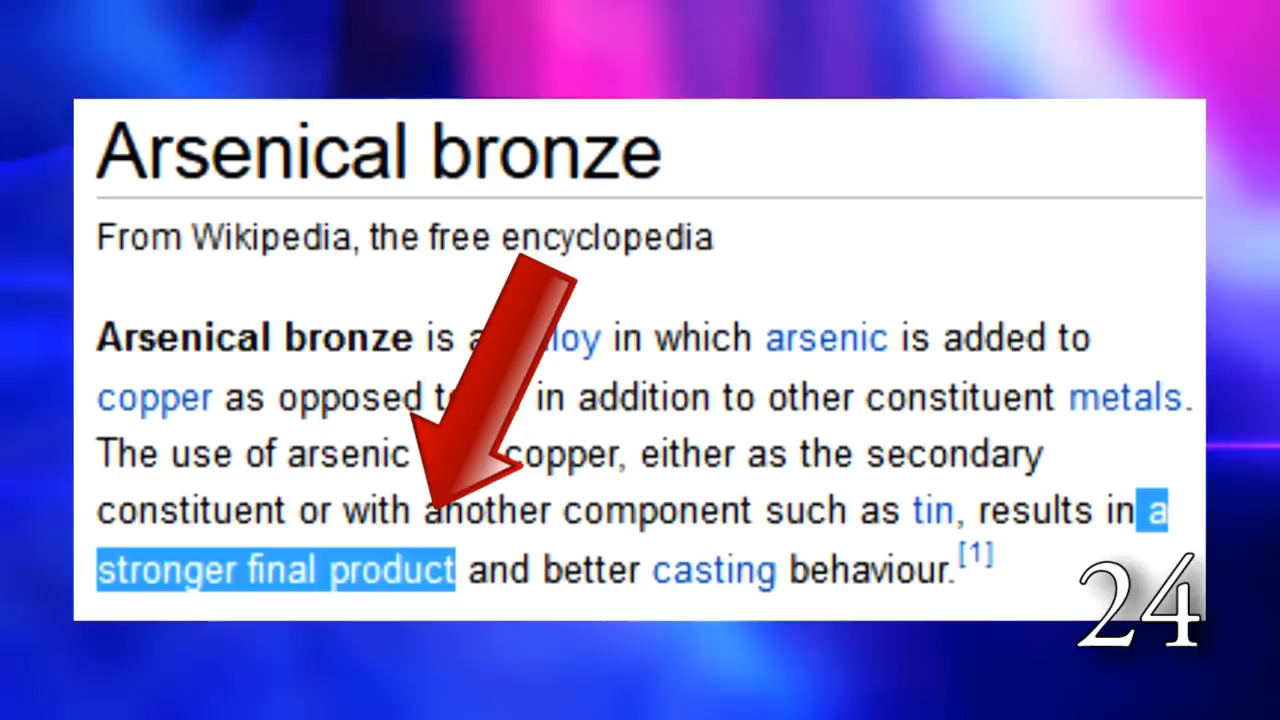 Arsenical bronze
From Wikipedia, the free encyclopedia
Arsenical bronze is in which arsenic is added to
copper as opposed in addition to other constituent metals.
The use of arsenic copper, either as the secondary
constituent or with another component such as tin, results in a
stronger final product and better casting behaviour.[1]
24